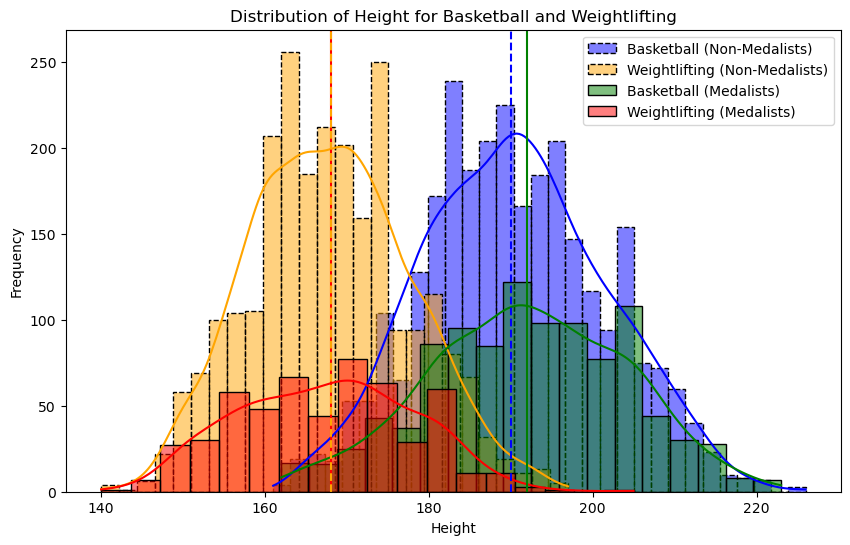 Distribution of Height for Basketball and Weightlifting
Basketball (Non-Medalists)
Weightlifting (Non-Medalists)
Basketball (Medalists)
Weightlifting (Medalists)
250
200
150
100
50
0
Frequency
140 160 180 200 220
Height